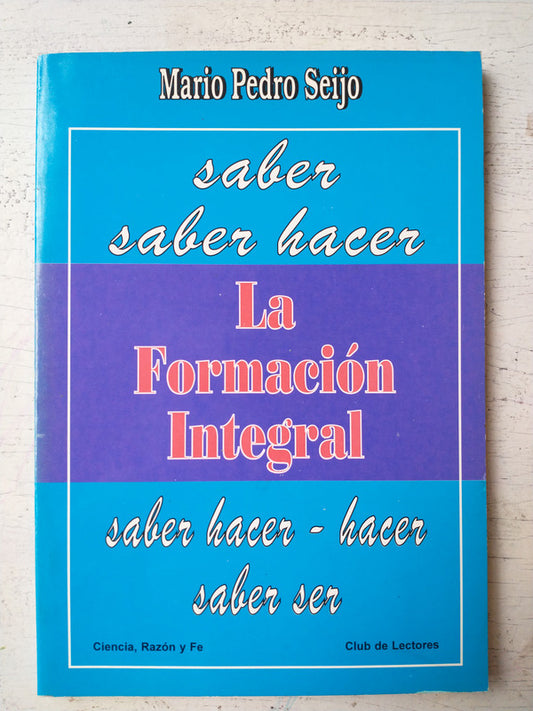 Mario Pedro Seijo
saber
saber hacer
La
Formación
Integral
saber hacer - hacer
saber ser
Ciencia, Razón y Fe Club de Lectores